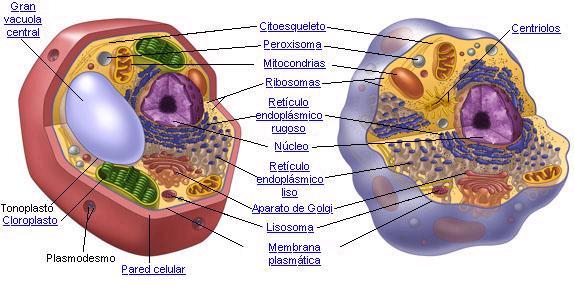 Gran
vacuola
central
Citoesqueleto
Peroxisoma
Mitocondrias
Ribosomas
Retículo
endoplásmico
rugoso
Núcleo
Retículo
endoplásmico
liso
Aparato de Golgi
Lisosoma
Membrana
plasmática
Centriolos
Tonoplasto
Cloroplasto
Plasmodesmo
Pared celular